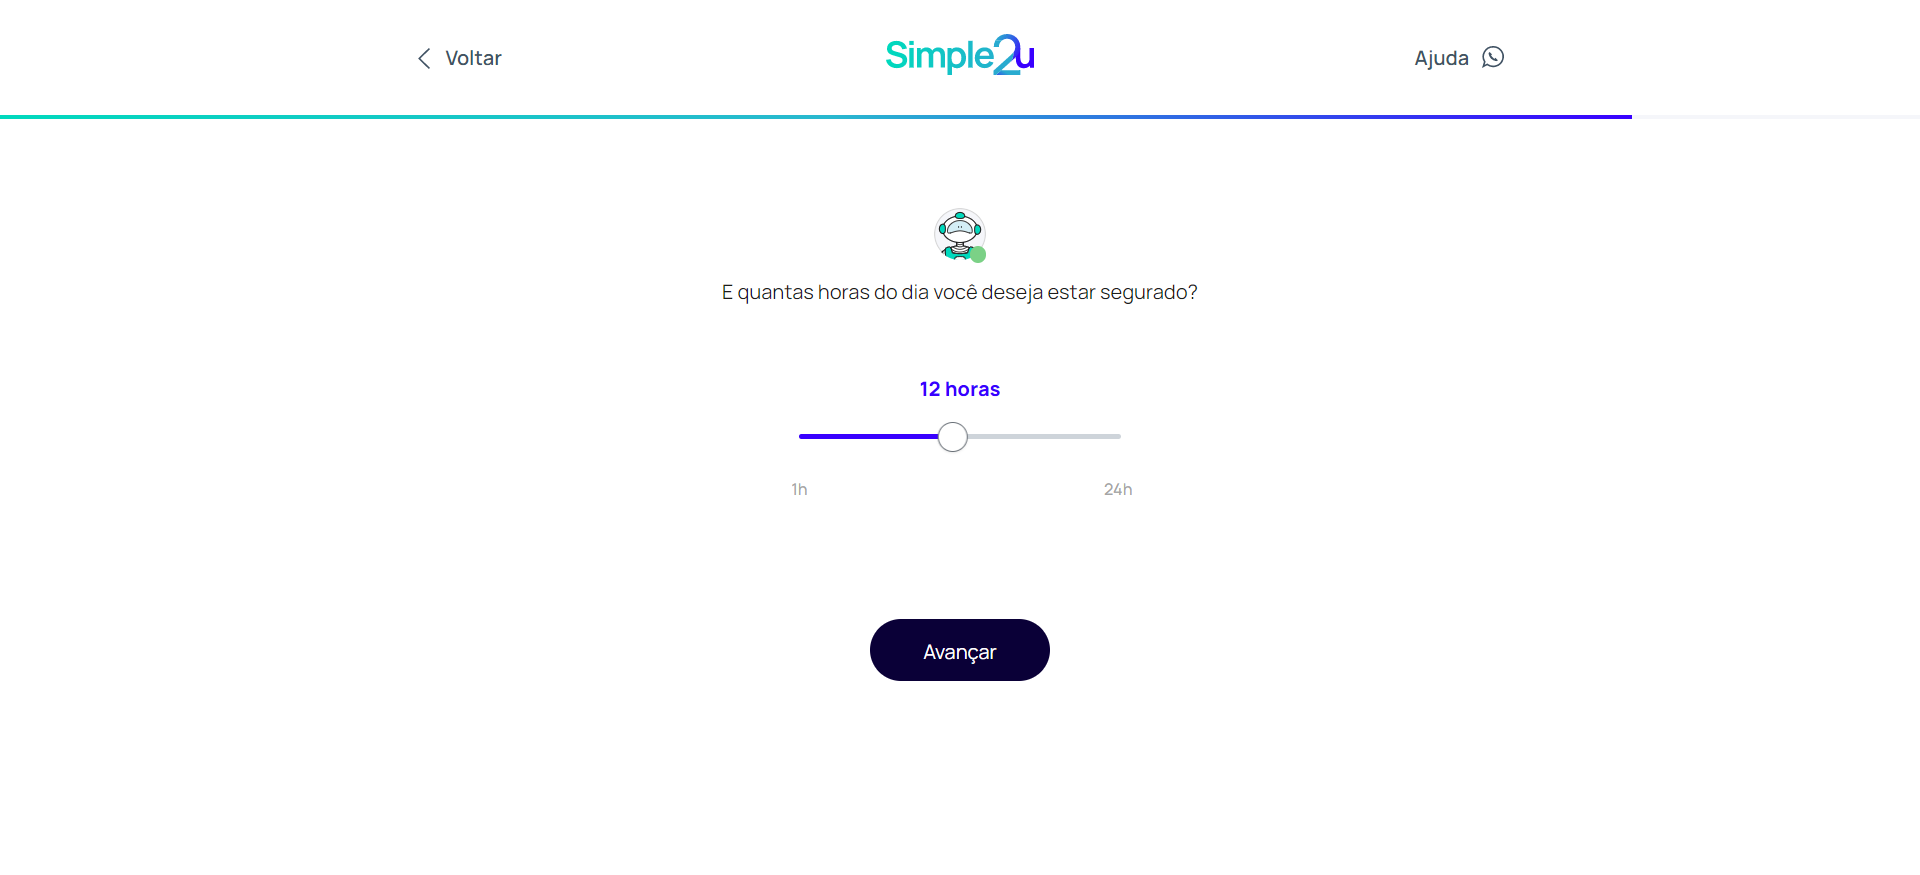 Voltar
Simple2u
Ajuda
E quantas horas do dia você deseja estar segurado?
12 horas
1h
24h
Avançar